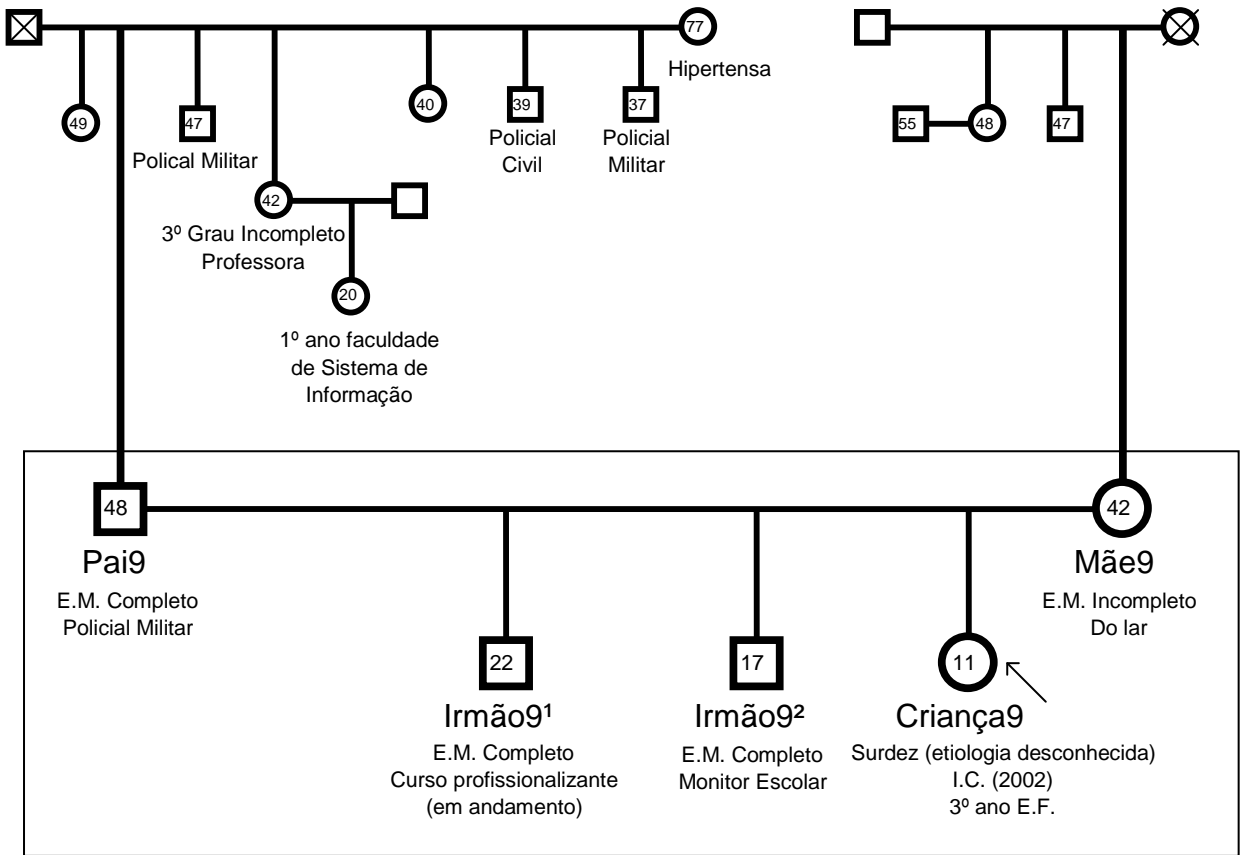 77
Hipertensa
49
47
Polical Militar
40
39
Policial
Civil
37
Policial
Militar
55
48
47
42
3º Grau Incompleto
Professora
20
1º ano faculdade
de Sistema de
Informação
48
Pai9
E.M. Completo
Policial Militar
42
Mãe9
E.M. Incompleto
Do lar
22
Irmão9¹
E.M. Completo
Curso profissionalizante
(em andamento)
17
Irmão9²
E.M. Completo
Monitor Escolar
11
Criança9
Surdez (etiologia desconhecida)
I.C. (2002)
3º ano E.F.